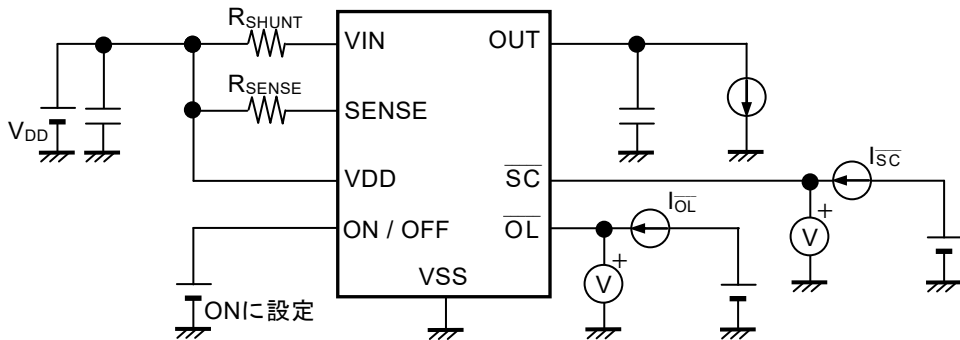 RSHUNT
VIN
OUT
RSENSE
SENSE
VDD
VDD
SC
ISC
IOL
ON / OFF
OL
V
+
V
+
VSS
ONに設定